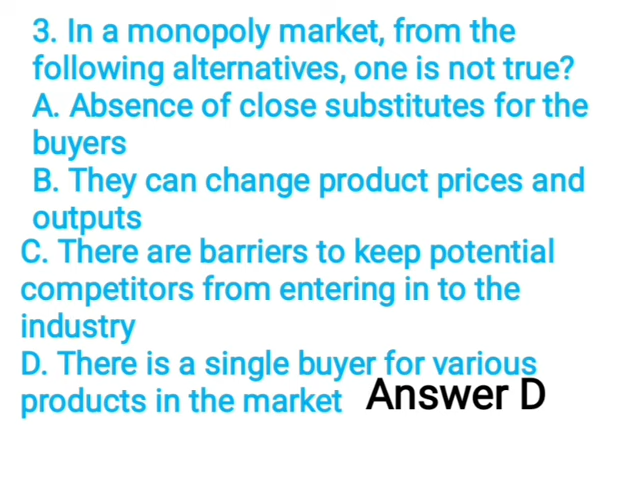 3. In a monopoly market, from the
following alternatives, one is not true?
A. Absence of close substitutes for the
buyers
B. They can change product prices and
outputs
C. There are barriers to keep potential
competitors from entering in to the
industry
D. There is a single buyer for various
products in the market Answer D